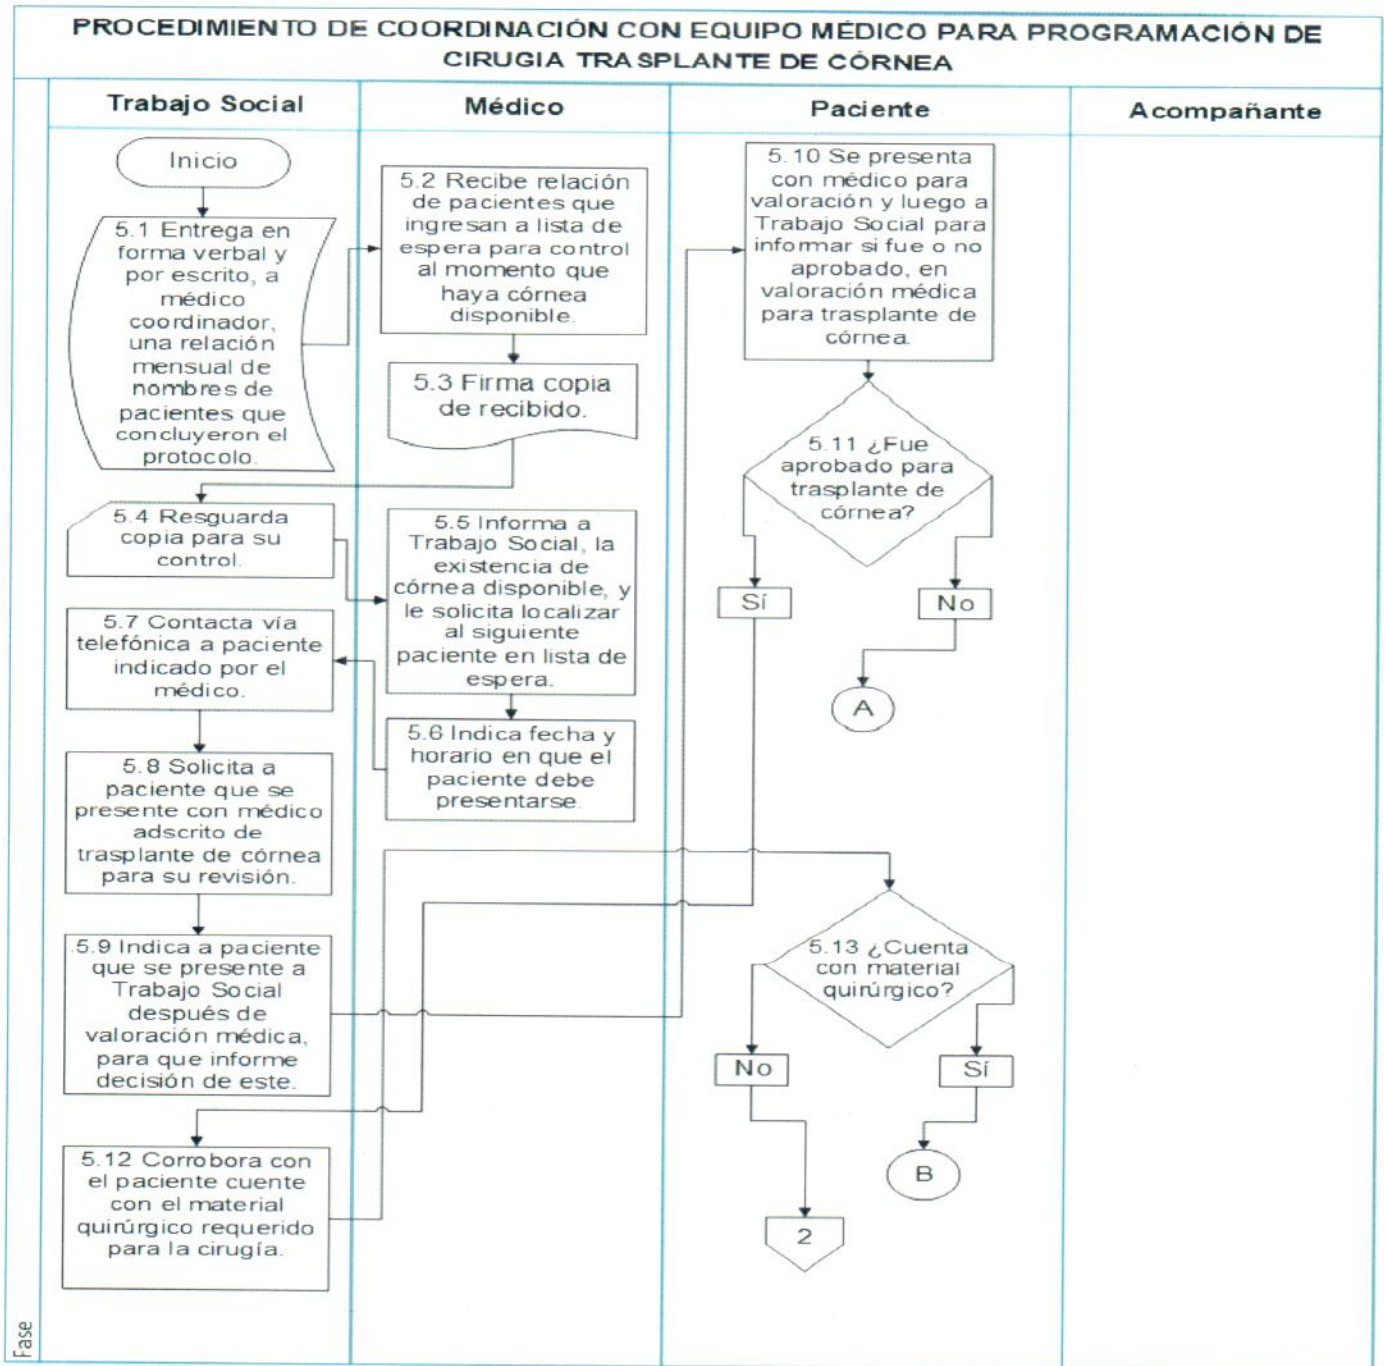 PROCEDIMIENTO DE COORDINACIÓN CON EQUIPO MÉDICO PARA PROGRAMACIÓN DE
CIRUGIA TRASPLANTE DE CÓRNEA
Trabajo Social
Médico
Paciente
Acompañante
Inicio
5.1 Entrega en
forma verbal y
por escrito, a
médico
coordinador,
una relación
mensual de
nombres de
pacientes que
concluyeron el
protocolo.
5.2 Recibe relación
de pacientes que
ingresan a lista de
espera para control
al momento que
haya córnea
disponible.
5.3 Firma copia
de recibido.
5.4 Resguarda
copia para su
control.
5.5 Informa a
Trabajo Social, la
existencia de
córnea disponible, y
le solicita localizar
al siguiente
paciente en lista de
espera.
5.6 Indica fecha y
horario en que el
paciente debe
presentarse.
5.7 Contacta vía
telefónica a paciente
indicado por el
médico.
5.8 Solicita a
paciente que se
presente con médico
adscrito de
trasplante de córnea
para su revisión.
5.9 Indica a paciente
que se presente a
Trabajo Social
después de
valoración médica,
para que informe
decisión de este.
5.10 Se presenta
con médico para
valoración y luego a
Trabajo Social para
informar si fue o no
aprobado, en
valoración médica
para trasplante de
córnea.
5.11 ¿Fue
aprobado para
trasplante de
córnea?
Sí
No
A
5.12 Corrobora con
el paciente cuente
con el material
quirúrgico requerido
para la cirugía.
5.13 ¿Cuenta
con material
quirúrgico?
No
Sí
B
2
Fase